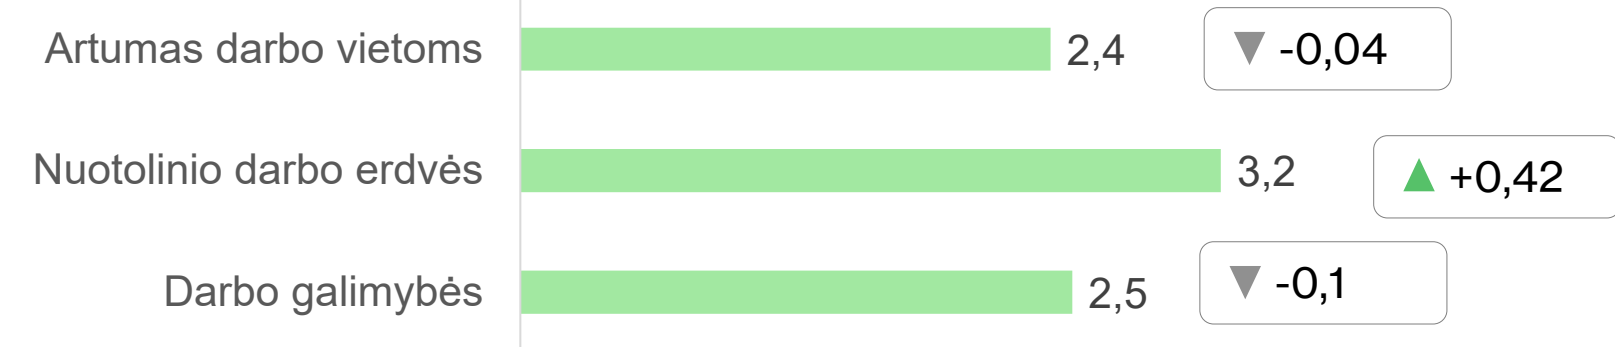 Artumas darbo vietoms 2,4 ▼ -0,04
Nuotolinio darbo erdvės 3,2 ▲ +0,42
Darbo galimybės 2,5 ▼ -0,1